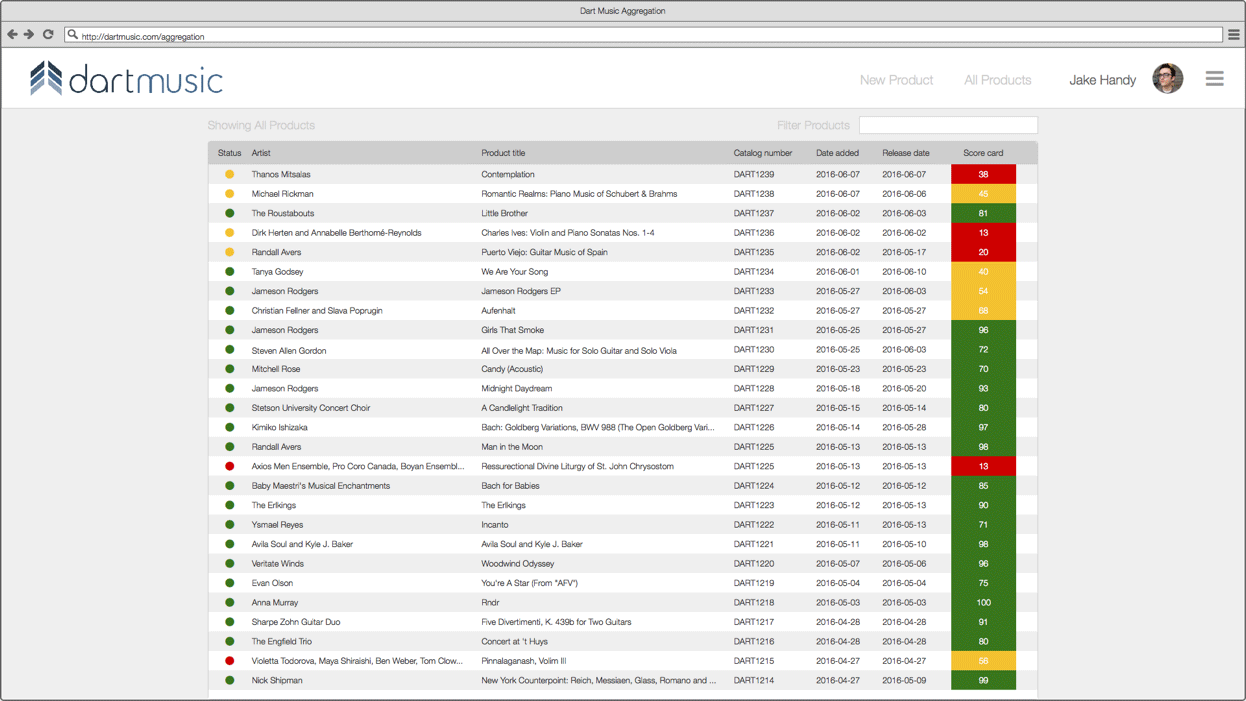 Dart Music Aggregation
http://dartmusic.com/aggregation
dartmusic New Product All Products Jake Handy
Showing All Products Filter Products
Status Artist Product title Catalog number Date added Release date Score card
Thanos Mitsalas Contemplation DART1239 2016-06-07 2016-06-07 38
Michael Rickman Romantic Realms: Piano Music of Schubert & Brahms DART1238 2016-06-07 2016-06-06 45
The Roustabouts Little Brother DART1237 2016-06-02 2016-06-03 81
Dirk Herten and Annabelle Berthomé-Reynolds Charles Ives: Violin and Piano Sonatas Nos. 1-4 DART1236 2016-06-02 2016-06-02 13
Randall Avers Puerto Viejo: Guitar Music of Spain DART1235 2016-06-02 2016-05-17 20
Tanya Godsey We Are Your Song DART1234 2016-06-01 2016-06-10 40
Jameson Rodgers Jameson Rodgers EP DART1233 2016-05-27 2016-06-03 54
Christian Fellner and Slava Poprugin Aufenhalt DART1232 2016-05-27 2016-05-27 68
Jameson Rodgers Girls That Smoke DART1231 2016-05-25 2016-05-27 96
Steven Allen Gordon All Over the Map: Music for Solo Guitar and Solo Viola DART1230 2016-05-25 2016-06-03 72
Mitchell Rose Candy (Acoustic) DART1229 2016-05-23 2016-05-23 70
Jameson Rodgers Midnight Daydream DART1228 2016-05-18 2016-05-20 93
Stetson University Concert Choir A Candlelight Tradition DART1227 2016-05-15 2016-05-14 80
Kimiko Ishizaka Bach: Goldberg Variations, BWV 988 (The Open Goldberg Vari... DART1226 2016-05-14 2016-05-28 97
Randall Avers Man in the Moon DART1225 2016-05-13 2016-05-13 98
Axios Men Ensemble, Pro Coro Canada, Boyan Ensembl... Ressurectional Divine Liturgy of St. John Chrysostom DART1225 2016-05-13 2016-05-13 13
Baby Maestri's Musical Enchantments Bach for Babies DART1224 2016-05-12 2016-05-13 85
The Erlkings The Erlkings DART1223 2016-05-12 2016-05-13 90
Ysmael Reyes Incanto DART1222 2016-05-11 2016-05-13 71
Avila Soul and Kyle J. Baker Avila Soul and Kyle J. Baker DART1221 2016-05-11 2016-05-10 98
Veritate Winds Woodwind Odyssey DART1220 2016-05-07 2016-05-06 96
Evan Olson You're A Star (From "AFV") DART1219 2016-05-04 2016-05-04 75
Anna Murray Rndr DART1218 2016-05-03 2016-05-03 100
Sharpe Zohn Guitar Duo Five Divertimenti, K. 439b for Two Guitars DART1217 2016-04-28 2016-04-28 91
The Engfield Trio Concert at 't Huys DART1216 2016-04-28 2016-04-28 80
Violetta Todorova, Maya Shiraishi, Ben Weber, Tom Clow... Pinnalaganash, Volim III DART1215 2016-04-27 2016-04-27 58
Nick Shipman New York Counterpoint: Reich, Messiaen, Glass, Romano and ... DART1214 2016-04-27 2016-05-09 99